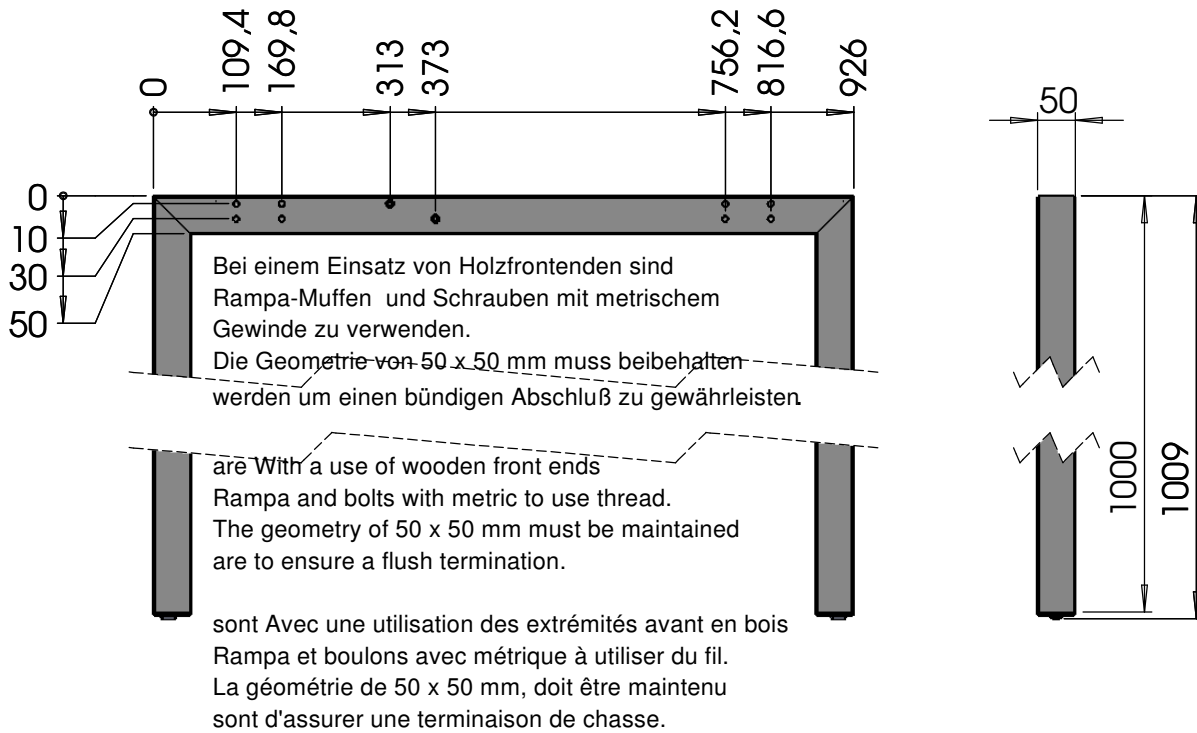 0
109,4
169,8
313
373
756,2
816,6
926
50
0
10
30
50
Bei einem Einsatz von Holzfrontenden sind
Rampa-Muffen und Schrauben mit metrischem
Gewinde zu verwenden.
Die Geometrie von 50 x 50 mm muss beibehalten
werden um einen bündigen Abschluß zu gewährleisten.
are With a use of wooden front ends
Rampa and bolts with metric to use thread.
The geometry of 50 x 50 mm must be maintained
are to ensure a flush termination.
sont Avec une utilisation des extrémités avant en bois
Rampa et boulons avec métrique à utiliser du fil.
La géométrie de 50 x 50 mm, doit être maintenu
sont d'assurer une terminaison de chasse.
1000
1009